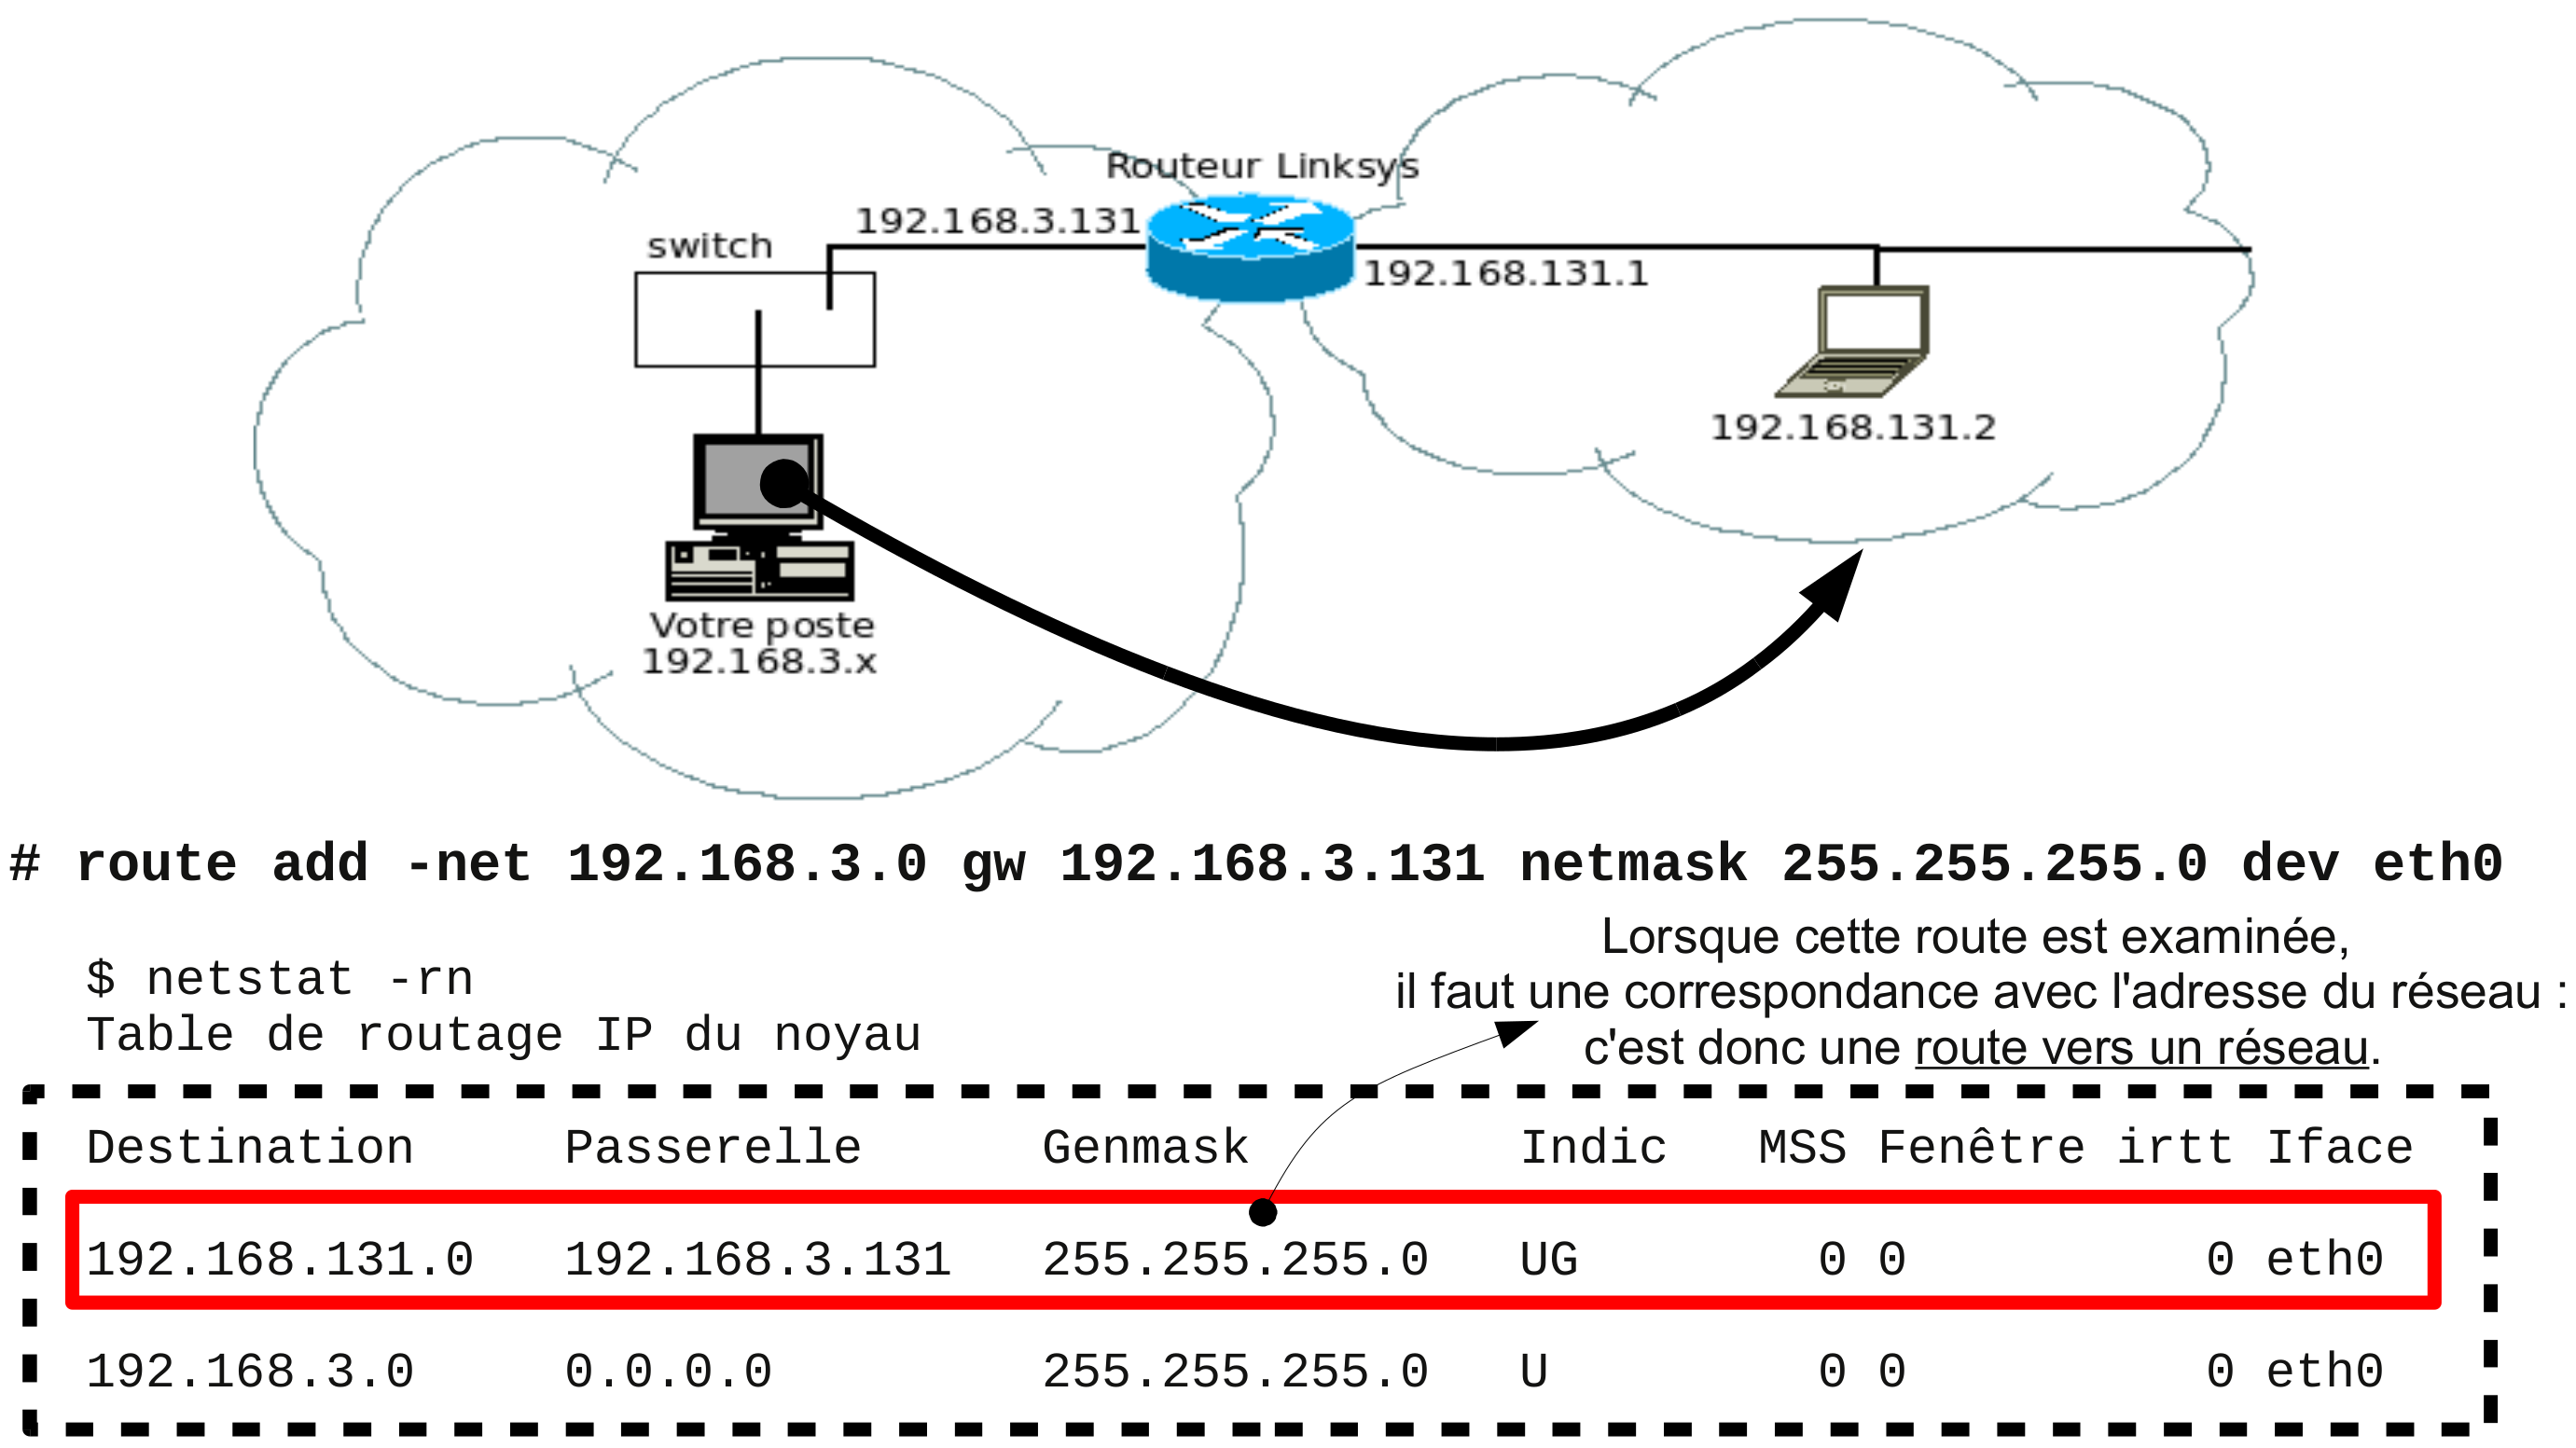 Routeur Linksys
192.168.3.131
switch
192.168.131.1
192.168.131.2
Votre poste
192.168.3.x
# route add -net 192.168.3.0 gw 192.168.3.131 netmask 255.255.255.0 dev eth0
Lorsque cette route est examinée,
il faut une correspondance avec l'adresse du réseau :
c'est donc une route vers un réseau.
$ netstat -rn
Table de routage IP du noyau
Destination Passerelle Genmask Indic MSS Fenêtre irtt Iface
192.168.131.0 192.168.3.131 255.255.255.0 UG 0 0 0 eth0
192.168.3.0 0.0.0.0 255.255.255.0 U 0 0 0 eth0